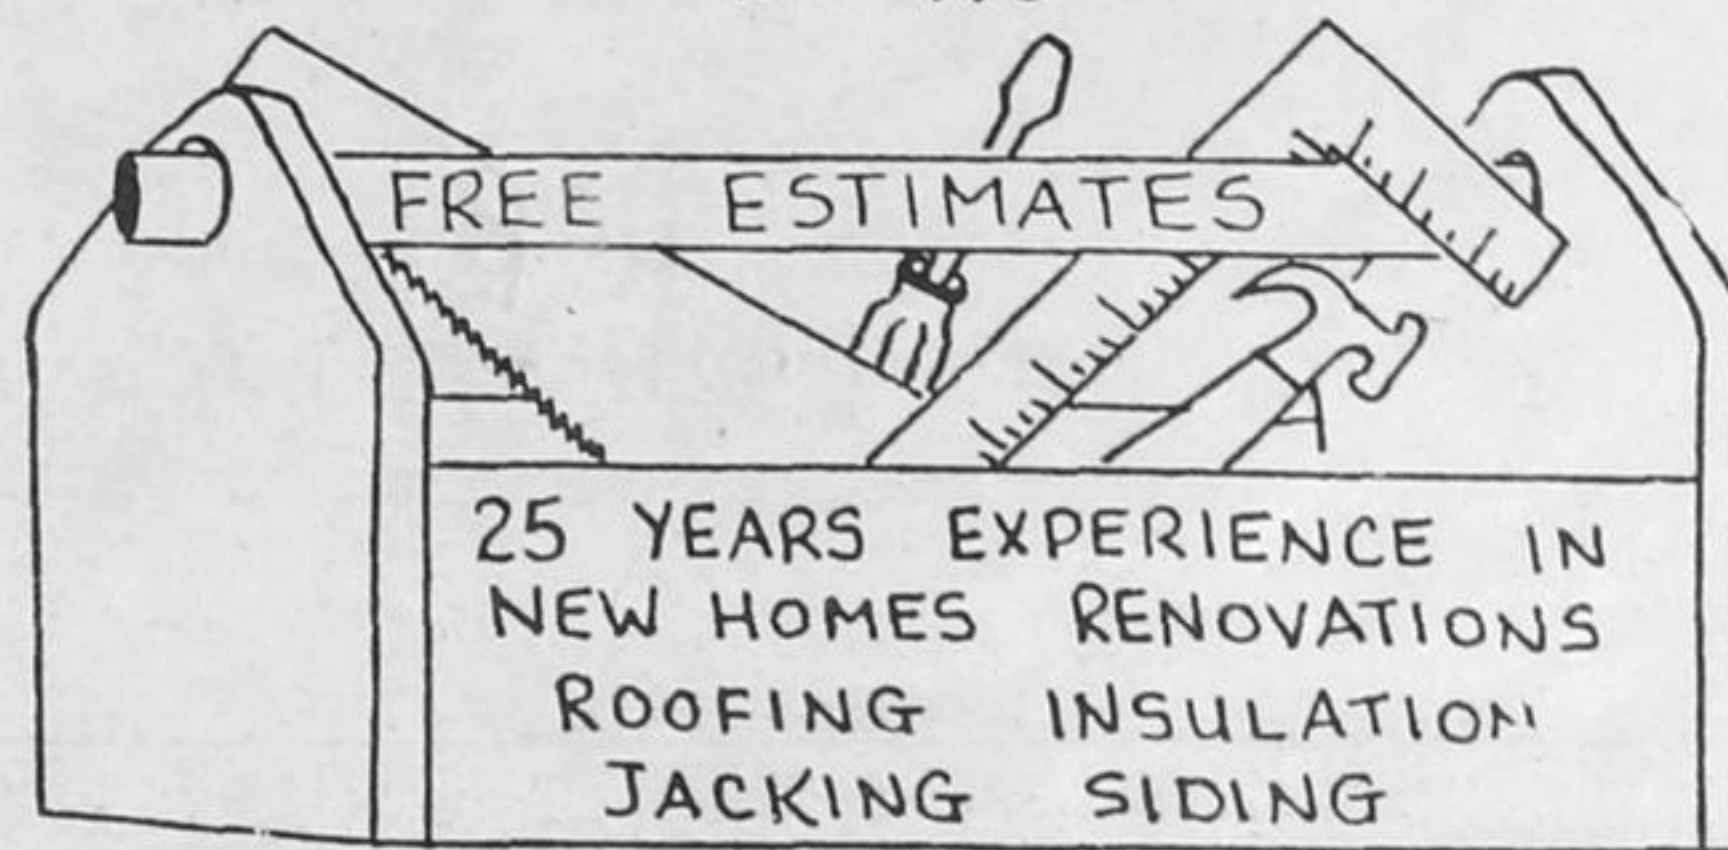 FREE ESTIMATES
25 YEARS EXPERIENCE IN
NEW HOMES RENOVATIONS
ROOFING INSULATION
JACKING SIDING